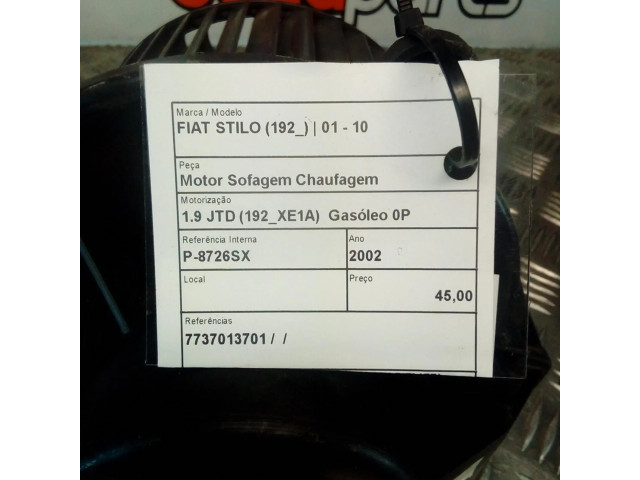 parts
Marca / Modelo
FIAT STILO (192_) | 01 - 10
Peça
Motor Sofagem Chaufagem
Motorização
1.9 JTD (192_XE1A) Gasóleo 0P
Referência Interna
P-8726SX
Ano
2002
Local
Preço
45,00
Referências
7737013701 / /